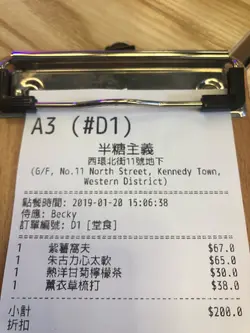 A3 (#D1)
半糖主義
西環北街11號地下
(G/F, No.11 North Street, Kennedy Town,
Western District)
點餐時間: 2019-01-20 15:06:38
侍應: Becky
訂單編號: D1 [堂食]
1 紫薯窩夫 $67.0
1 朱古力心太軟 $65.0
1 熱洋甘菊檸檬茶 $30.0
1 薰衣草梳打 $38.0
小計 $200.0
折扣